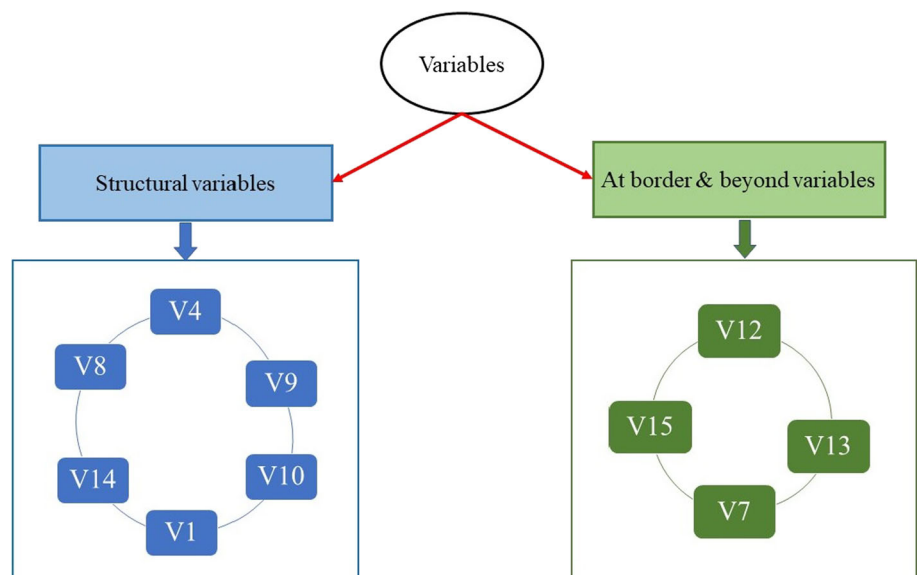 Variables
Structural variables
At border & beyond variables
V4
V8
V9
V14
V10
V1
V12
V15
V13
V7